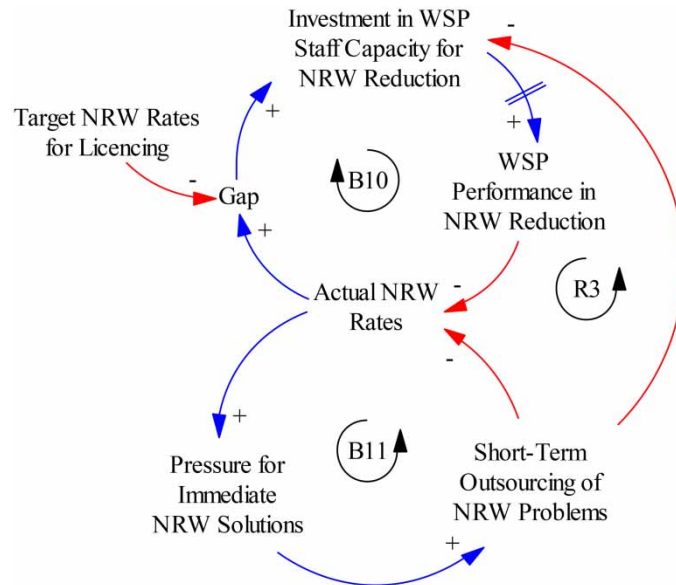 Investment in WSP
Staff Capacity for
NRW Reduction
-
Target NRW Rates
for Licencing
+
+
WSP
Performance in
NRW Reduction
B10
-
Gap
+
-
Actual NRW
Rates
R3
-
+
B11
Pressure for
Immediate
NRW Solutions
Short-Term
Outsourcing of
NRW Problems
+